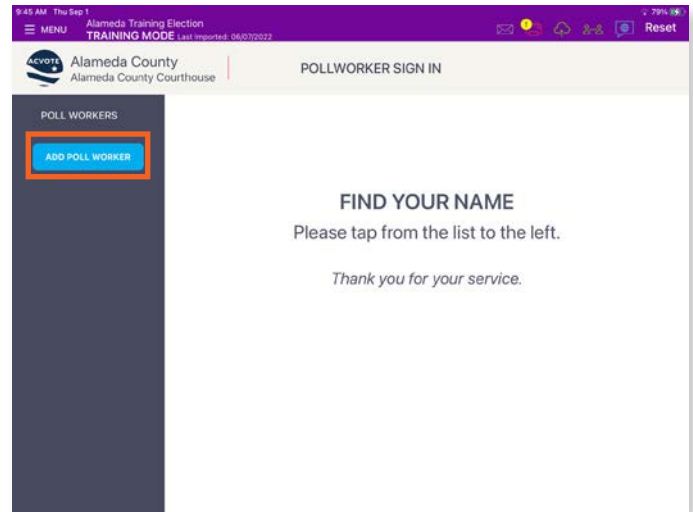 9:45 AM Thu Sep 1
79%
MENU
Alameda Training Election
TRAINING MODE Last Imported: 06/07/2022
Reset
ACVOTE
Alameda County
Alameda County Courthouse
POLLWORKER SIGN IN
POLL WORKERS
ADD POLL WORKER
FIND YOUR NAME
Please tap from the list to the left.
Thank you for your service.